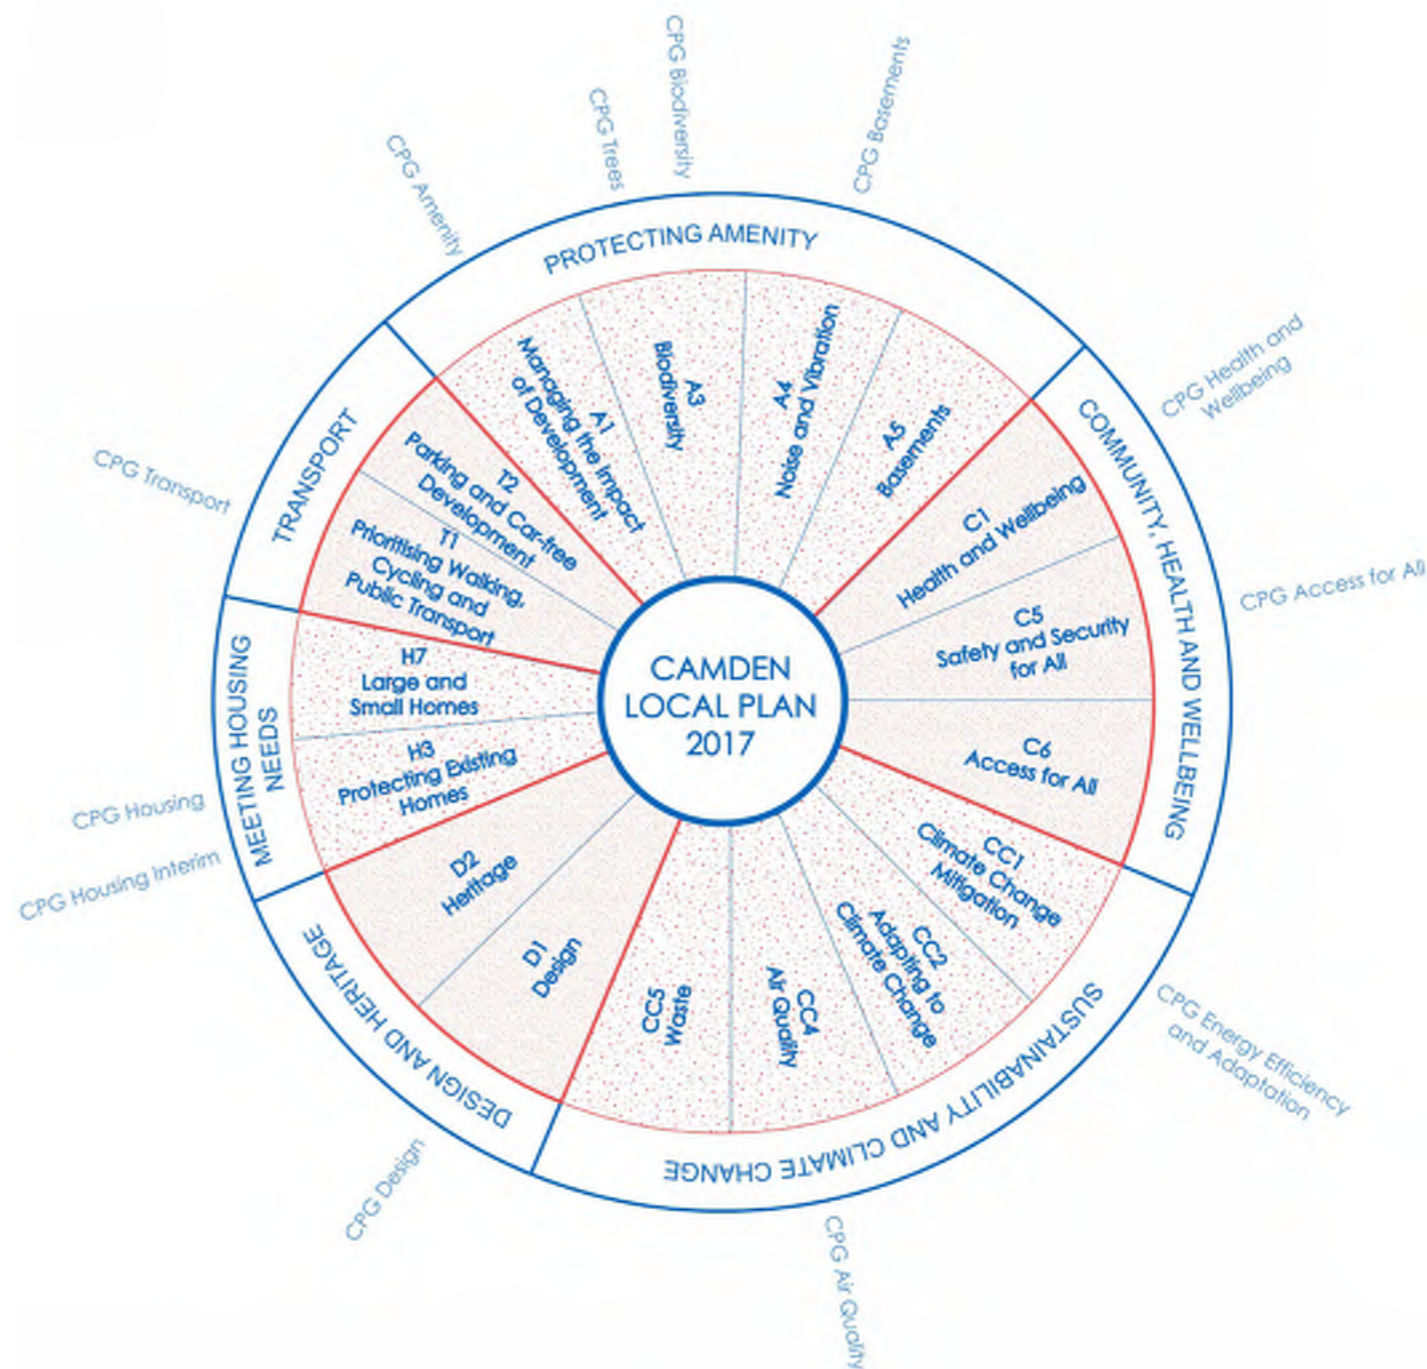 CAMDEN
LOCAL PLAN
2017
PROTECTING AMENITY
A1
Managing the Impact
of Development
A3
Biodiversity
A4
Noise and Vibration
A5
Basements
COMMUNITY, HEALTH AND WELLBEING
C1
Health and Wellbeing
C5
Safety and Security
for All
C6
Access for All
SUSTAINABILITY AND CLIMATE CHANGE
CC1
Climate Change
Mitigation
CC2
Adapting to
Climate Change
CC4
Air Quality
CC5
Waste
DESIGN AND HERITAGE
D1
Design
D2
Heritage
MEETING HOUSING
NEEDS
H3
Protecting Existing
Homes
H7
Large and
Small Homes
TRANSPORT
T1
Prioritising Walking,
Cycling and
Public Transport
T2
Parking and Car-free
Development
CPG Amenity
CPG Trees
CPG Biodiversity
CPG Basements
CPG Health and
Wellbeing
CPG Access for All
CPG Energy Efficiency
and Adaptation
CPG Air Quality
CPG Design
CPG Housing Interim
CPG Housing
CPG Transport